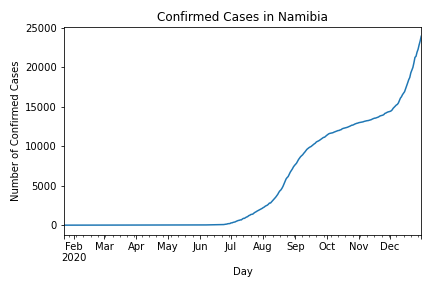 Confirmed Cases in Namibia
Number of Confirmed Cases
25000
20000
15000
10000
5000
0
Feb Mar Apr May Jun Jul Aug Sep Oct Nov Dec
2020
Day